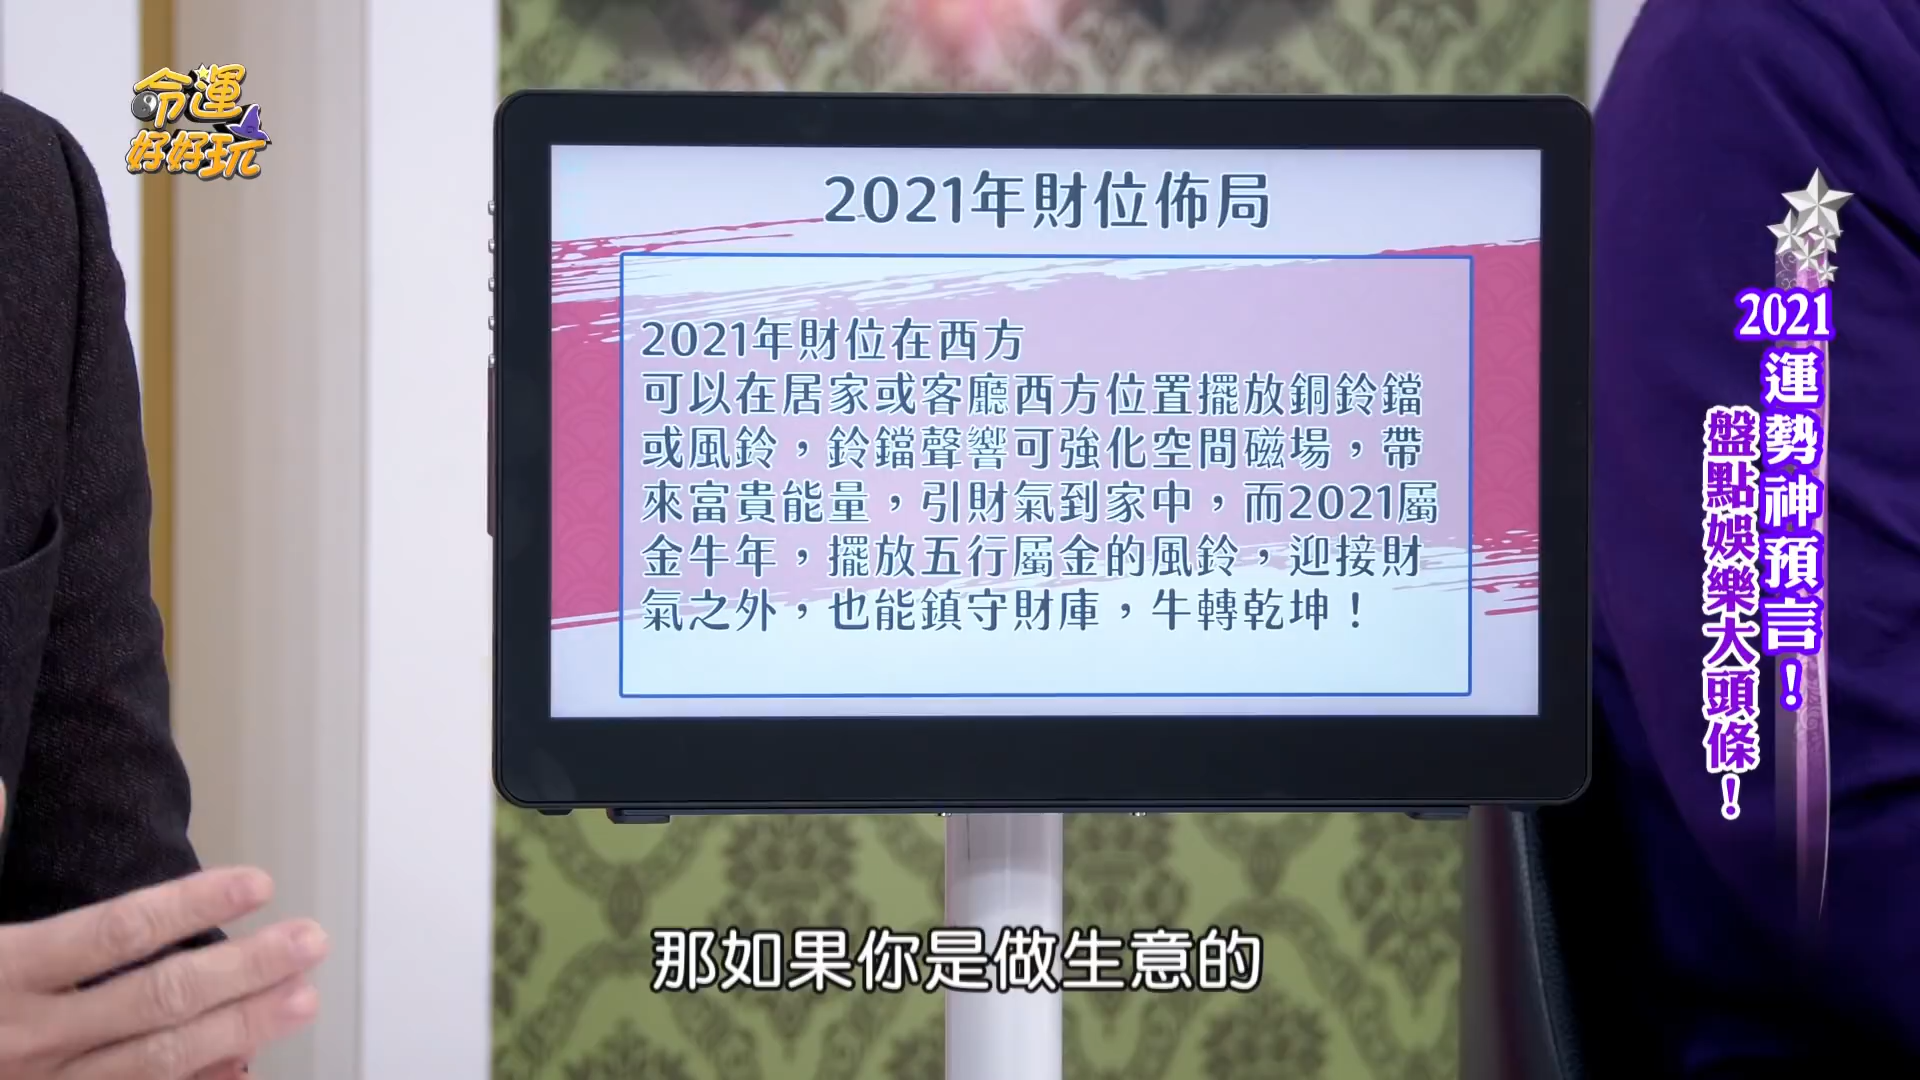 命運
好好玩
2021年財位佈局
2021年財位在西方
可以在居家或客廳西方位置擺放銅鈴鐺
或風鈴，鈴鐺聲響可強化空間磁場，帶
來富貴能量，引財氣到家中，而2021屬
金牛年，擺放五行屬金的風鈴，迎接財
氣之外，也能鎮守財庫，牛轉乾坤！
2021運勢神預言！
盤點娛樂大頭條！
那如果你是做生意的